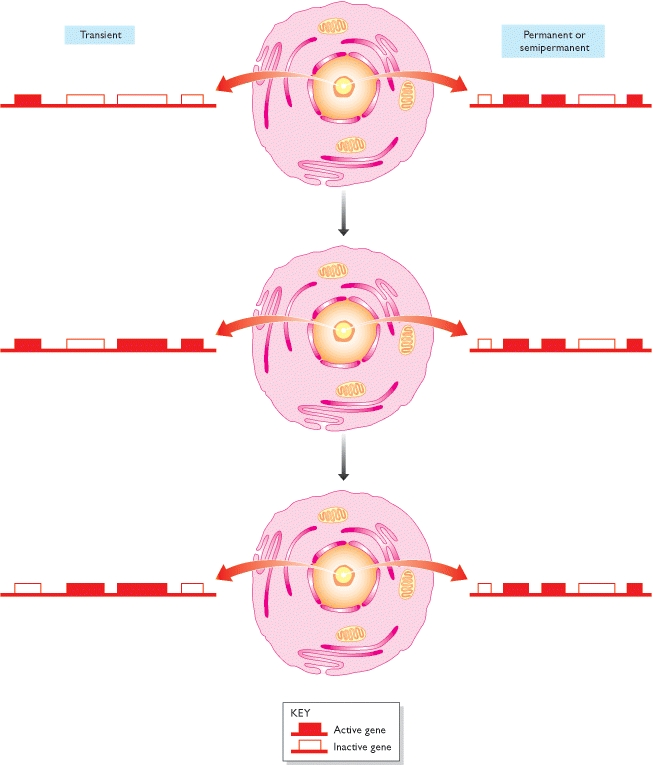 Transient
Permanent or
semipermanent
KEY
Active gene
Inactive gene